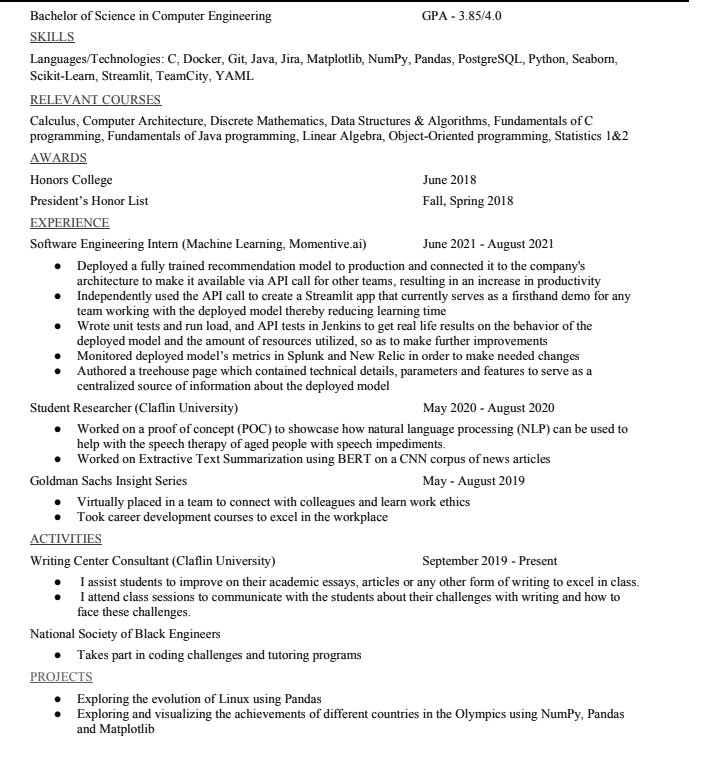 Bachelor of Science in Computer Engineering GPA - 3.85/4.0
SKILLS
Languages/Technologies: C, Docker, Git, Java, Jira, Matplotlib, NumPy, Pandas, PostgreSQL, Python, Seaborn,
Scikit-Learn, Streamlit, TeamCity, YAML
RELEVANT COURSES
Calculus, Computer Architecture, Discrete Mathematics, Data Structures & Algorithms, Fundamentals of C
programming, Fundamentals of Java programming, Linear Algebra, Object-Oriented programming, Statistics 1&2
AWARDS
Honors College June 2018
President's Honor List Fall, Spring 2018
EXPERIENCE
Software Engineering Intern (Machine Learning, Momentive.ai) June 2021 - August 2021
● Deployed a fully trained recommendation model to production and connected it to the company's
architecture to make it available via API call for other teams, resulting in an increase in productivity
● Independently used the API call to create a Streamlit app that currently serves as a firsthand demo for any
team working with the deployed model thereby reducing learning time
● Wrote unit tests and run load, and API tests in Jenkins to get real life results on the behavior of the
deployed model and the amount of resources utilized, so as to make further improvements
● Monitored deployed model's metrics in Splunk and New Relic in order to make needed changes
● Authored a treehouse page which contained technical details, parameters and features to serve as a
centralized source of information about the deployed model
Student Researcher (Claflin University) May 2020 - August 2020
● Worked on a proof of concept (POC) to showcase how natural language processing (NLP) can be used to
help with the speech therapy of aged people with speech impediments.
● Worked on Extractive Text Summarization using BERT on a CNN corpus of news articles
Goldman Sachs Insight Series May - August 2019
● Virtually placed in a team to connect with colleagues and learn work ethics
● Took career development courses to excel in the workplace
ACTIVITIES
Writing Center Consultant (Claflin University) September 2019 - Present
● I assist students to improve on their academic essays, articles or any other form of writing to excel in class.
● I attend class sessions to communicate with the students about their challenges with writing and how to
face these challenges.
National Society of Black Engineers
● Takes part in coding challenges and tutoring programs
PROJECTS
● Exploring the evolution of Linux using Pandas
● Exploring and visualizing the achievements of different countries in the Olympics using NumPy, Pandas
and Matplotlib